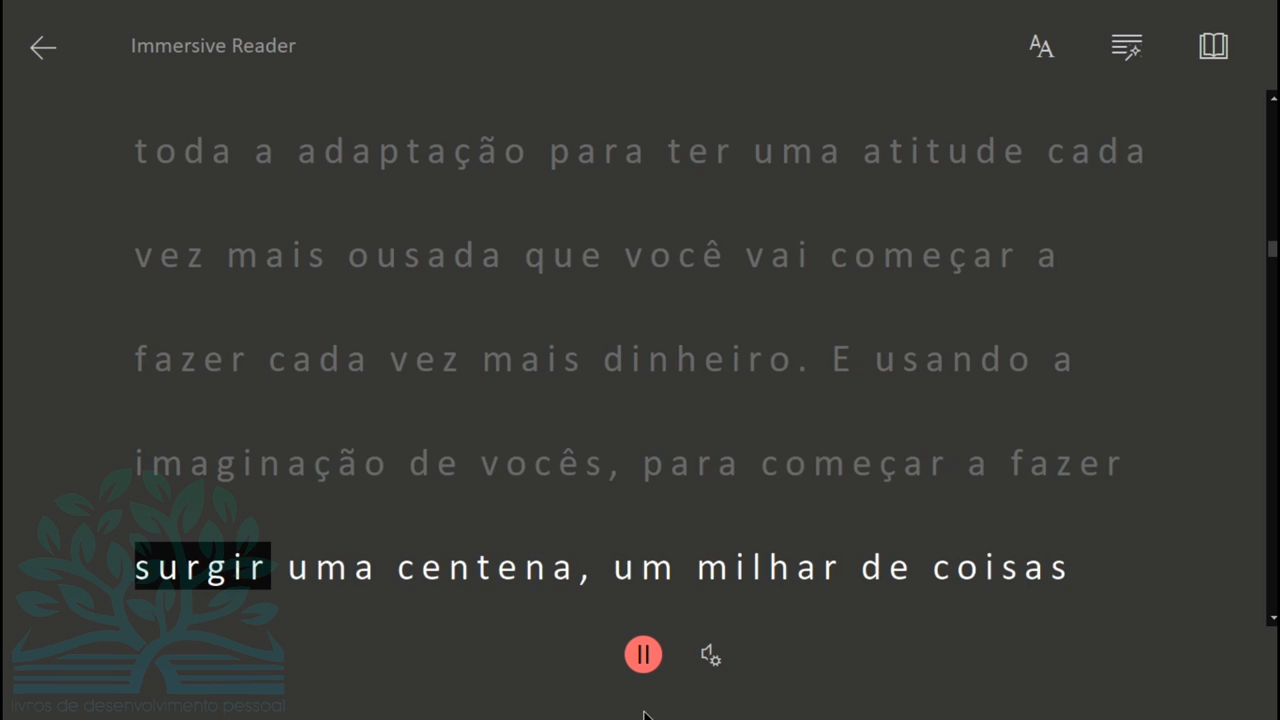 Immersive Reader
toda a adaptação para ter uma atitude cada
vez mais ousada que você vai começar a
fazer cada vez mais dinheiro. E usando a
imaginação de vocês, para começar a fazer
surgir uma centena, um milhar de coisas
livros de desenvolvimento pessoal